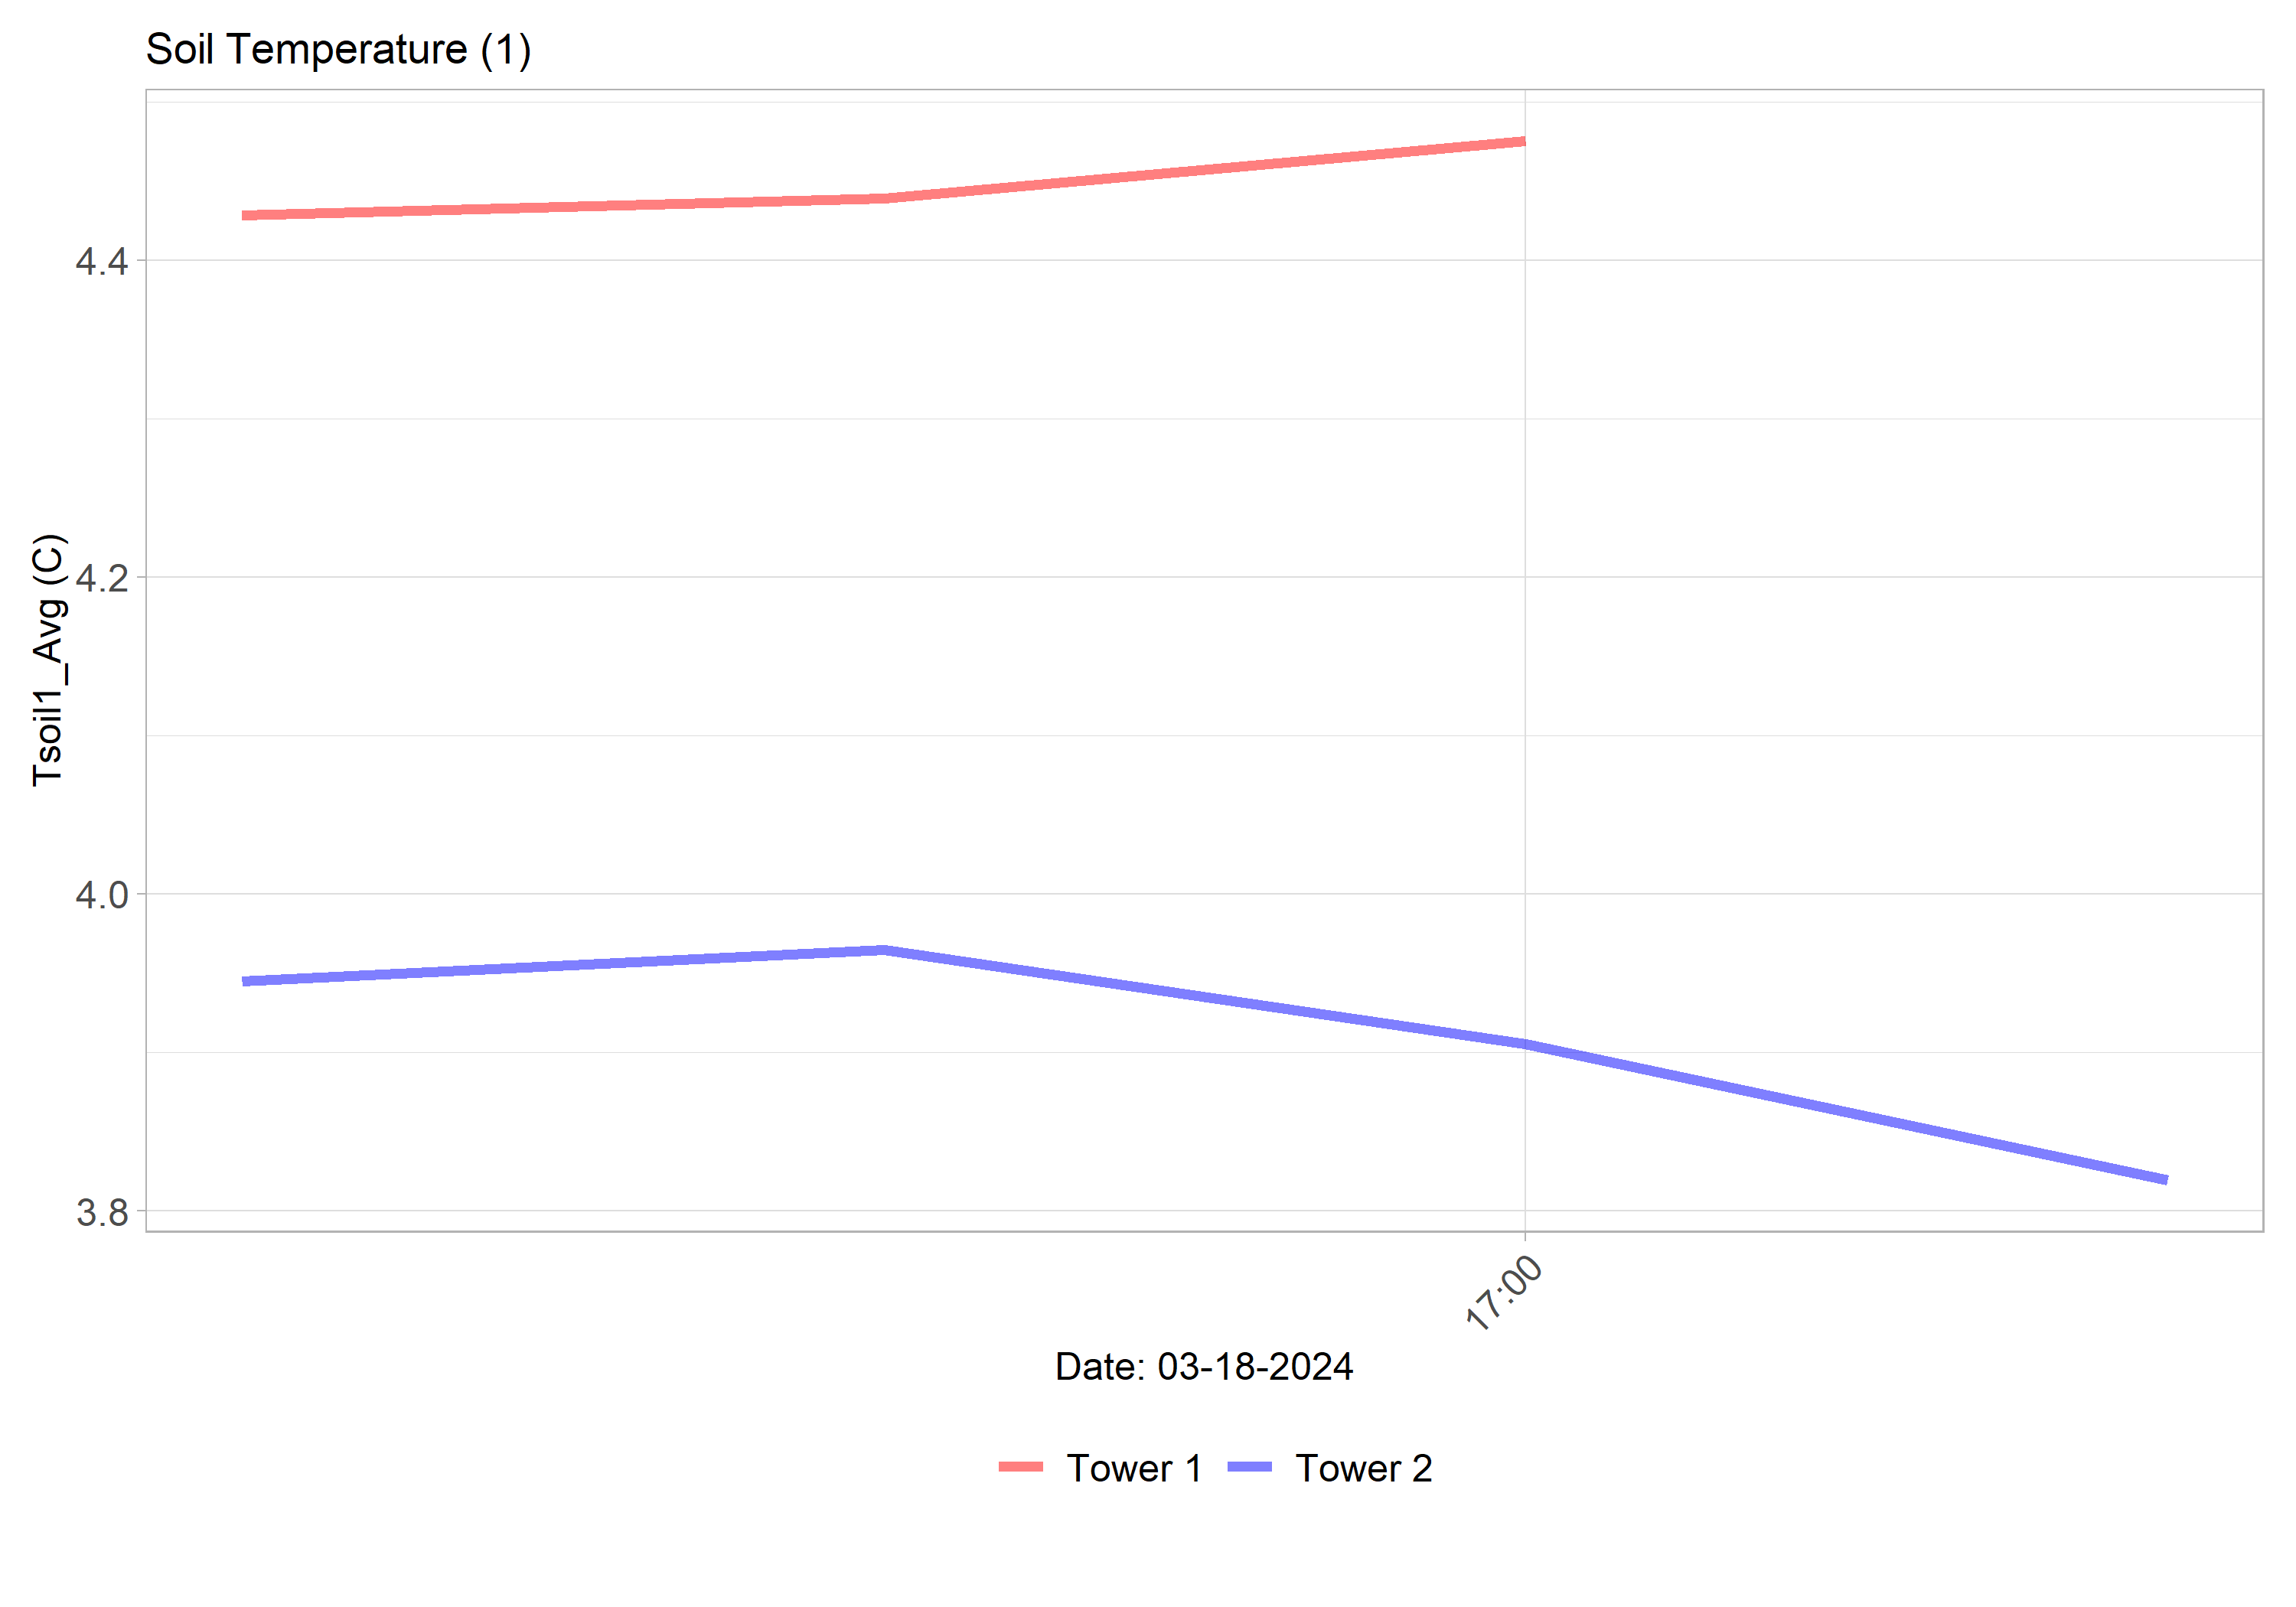 Soil Temperature (1)
Tsoil1_Avg (C)
4.4
4.2
4.0
3.8
17:00
Date: 03-18-2024
Tower 1 Tower 2